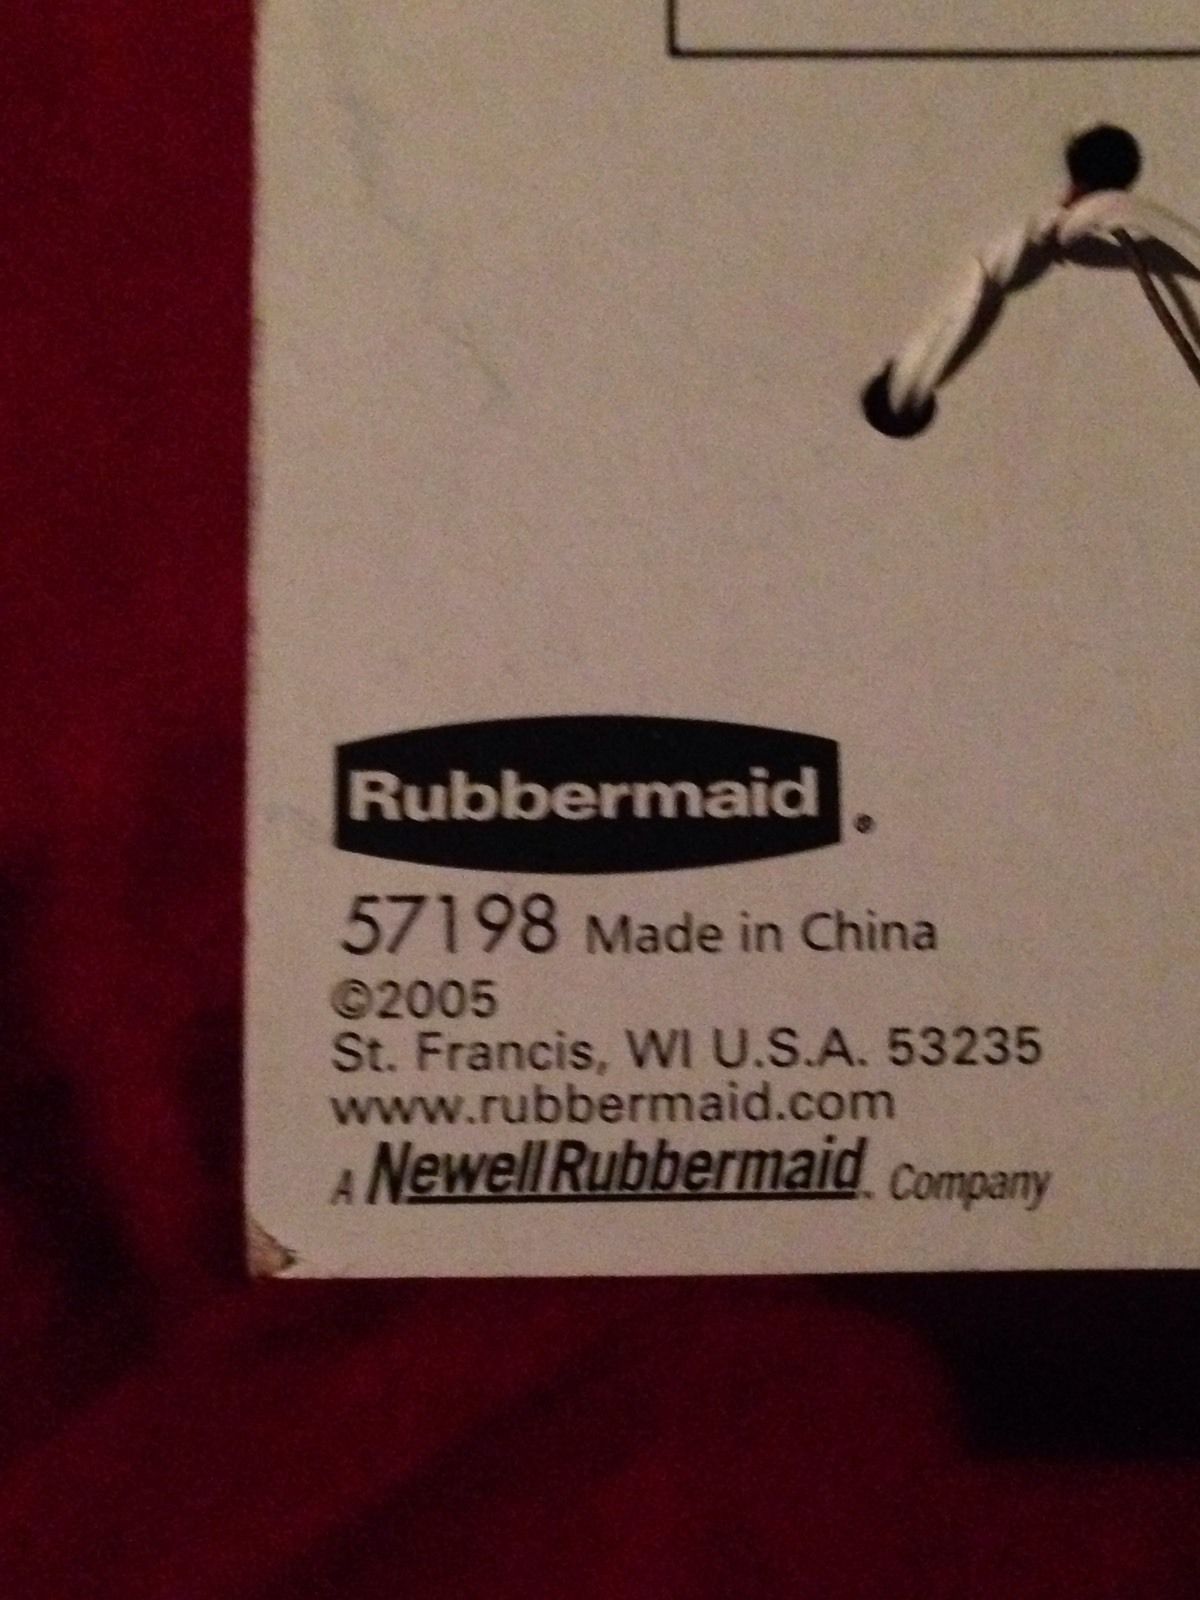 Rubbermaid ®
57198 Made in China
©2005
St. Francis, WI U.S.A. 53235
www.rubbermaid.com
A NewellRubbermaid. Company